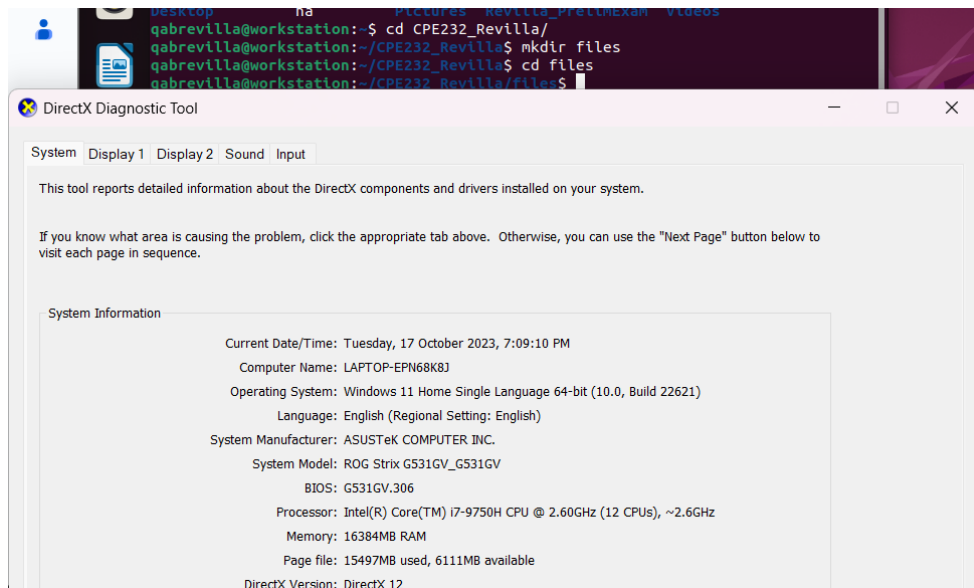 Desktop na Pictures Revilla_PrelimExam Videos
qabrevilla@workstation:~$ cd CPE232_Revilla/
qabrevilla@workstation:~/CPE232_Revilla$ mkdir files
qabrevilla@workstation:~/CPE232_Revilla$ cd files
qabrevilla@workstation:~/CPE232_Revilla/files$
DirectX Diagnostic Tool
System Display 1 Display 2 Sound Input
This tool reports detailed information about the DirectX components and drivers installed on your system.
If you know what area is causing the problem, click the appropriate tab above. Otherwise, you can use the "Next Page" button below to
visit each page in sequence.
System Information
Current Date/Time: Tuesday, 17 October 2023, 7:09:10 PM
Computer Name: LAPTOP-EPN68K8J
Operating System: Windows 11 Home Single Language 64-bit (10.0, Build 22621)
Language: English (Regional Setting: English)
System Manufacturer: ASUSTeK COMPUTER INC.
System Model: ROG Strix G531GV_G531GV
BIOS: G531GV.306
Processor: Intel(R) Core(TM) i7-9750H CPU @ 2.60GHz (12 CPUs), ~2.6GHz
Memory: 16384MB RAM
Page file: 15497MB used, 6111MB available
DirectX Version: DirectX 12